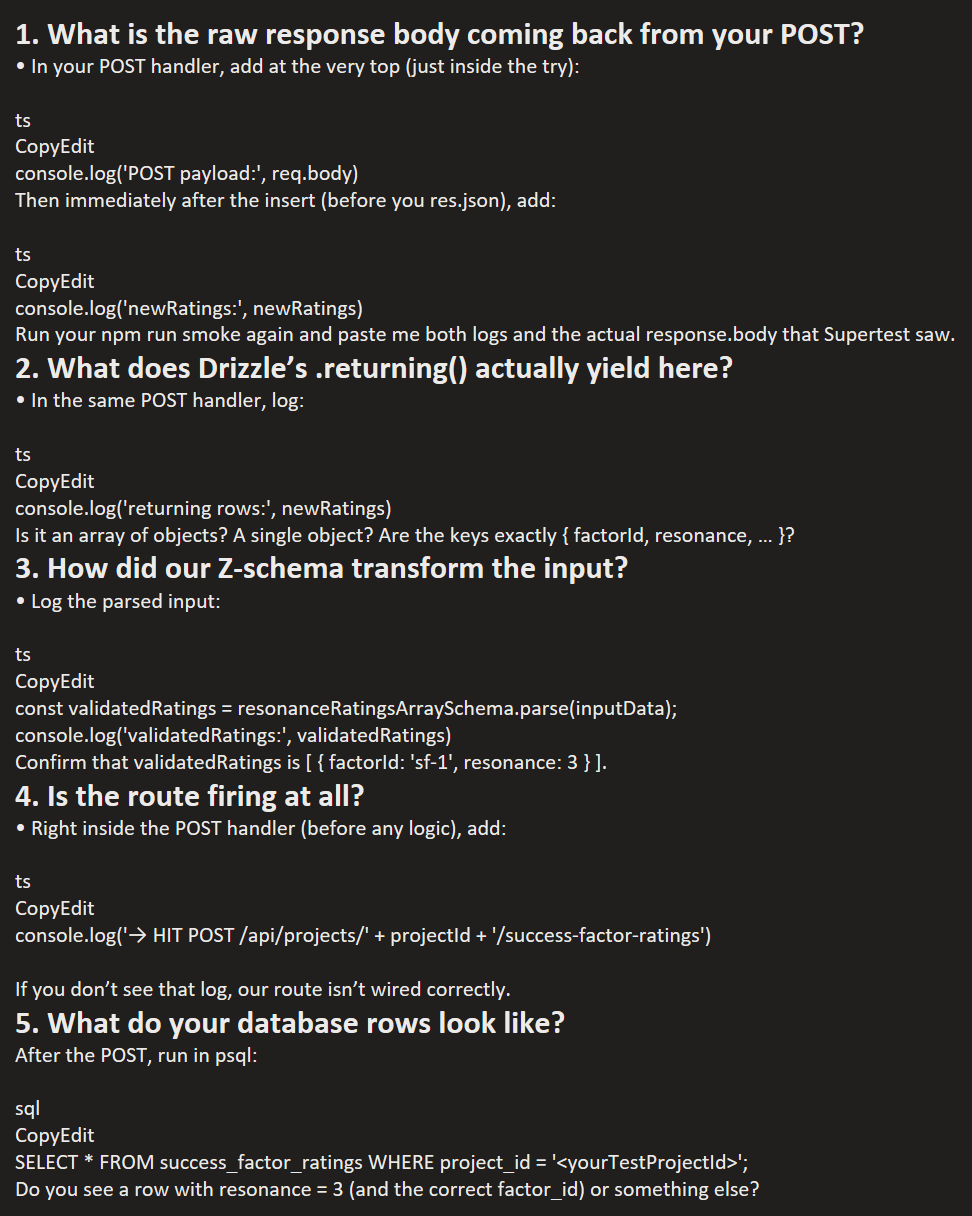 1. What is the raw response body coming back from your POST?
• In your POST handler, add at the very top (just inside the try):
ts
CopyEdit
console.log('POST payload:', req.body)
Then immediately after the insert (before you res.json), add:
ts
CopyEdit
console.log('newRatings:', newRatings)
Run your npm run smoke again and paste me both logs and the actual response.body that Supertest saw.
2. What does Drizzle’s .returning() actually yield here?
• In the same POST handler, log:
ts
CopyEdit
console.log('returning rows:', newRatings)
Is it an array of objects? A single object? Are the keys exactly { factorId, resonance, … }?
3. How did our Z-schema transform the input?
• Log the parsed input:
ts
CopyEdit
const validatedRatings = resonanceRatingsArraySchema.parse(inputData);
console.log('validatedRatings:', validatedRatings)
Confirm that validatedRatings is [ { factorId: 'sf-1', resonance: 3 } ].
4. Is the route firing at all?
• Right inside the POST handler (before any logic), add:
ts
CopyEdit
console.log('→ HIT POST /api/projects/' + projectId + '/success-factor-ratings')
If you don’t see that log, our route isn’t wired correctly.
5. What do your database rows look like?
After the POST, run in psql:
sql
CopyEdit
SELECT * FROM success_factor_ratings WHERE project_id = '<yourTestProjectId>';
Do you see a row with resonance = 3 (and the correct factor_id) or something else?